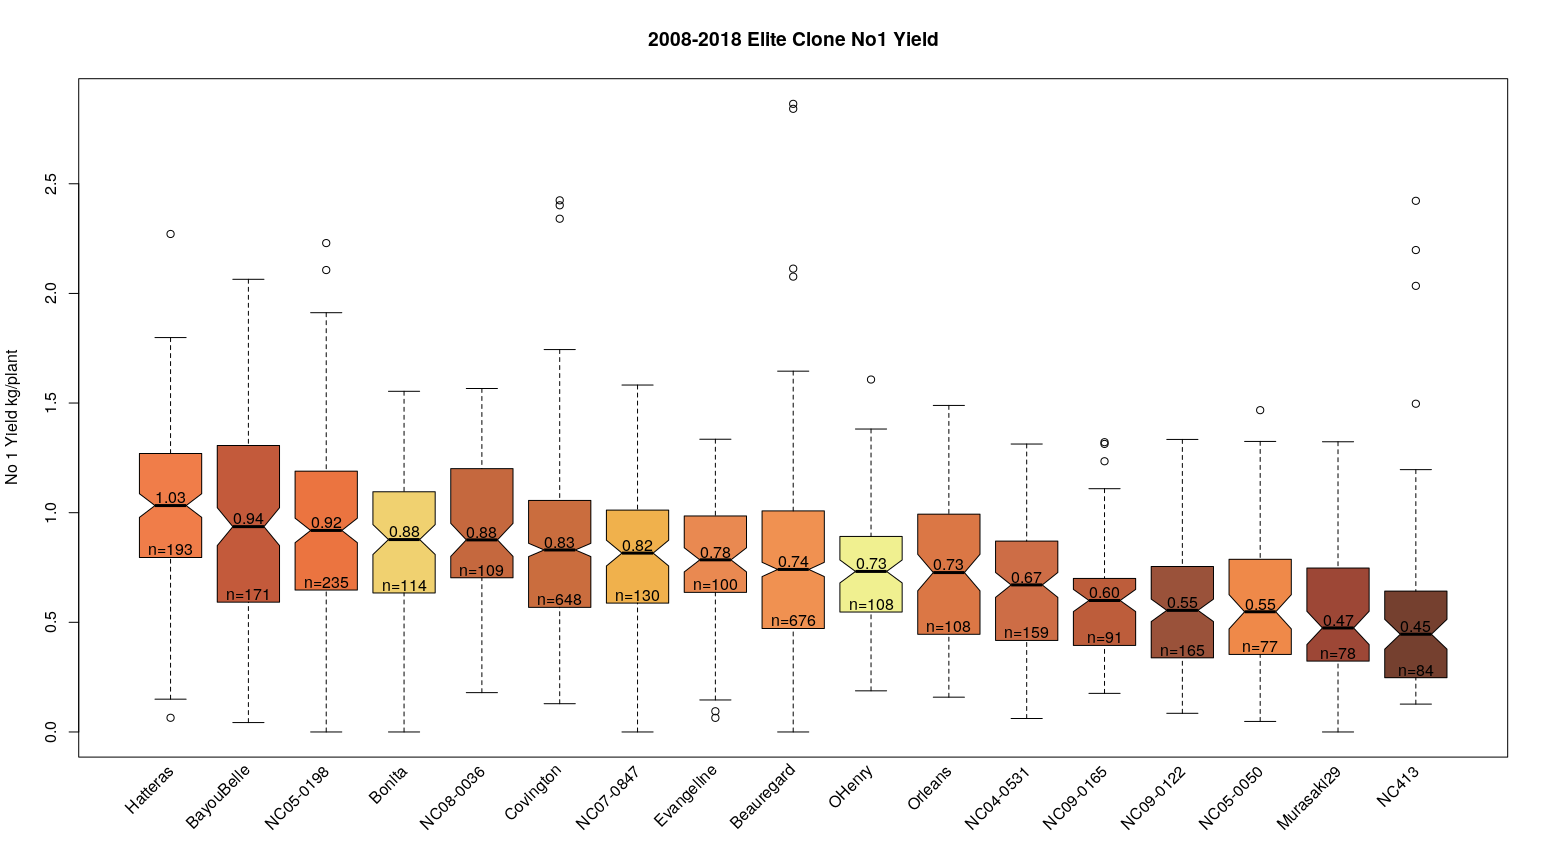 2008-2018 Elite Clone No1 Yield
No 1 Yield kg/plant
2.5
2.0
1.5
1.0
0.5
0.0
1.03
0.94
0.92
0.88
0.88
0.83
0.82
0.78
0.74
0.73
0.73
0.67
0.60
0.55
0.55
0.47
0.45
n=193
n=171
n=235
n=114
n=109
n=648
n=130
n=100
n=676
n=108
n=108
n=159
n=91
n=165
n=77
n=78
n=84
Hatteras
BayouBelle
NC05-0198
Bonita
NC08-0036
Covington
NC07-0847
Evangeline
Beauregard
OHenry
Orleans
NC04-0531
NC09-0165
NC09-0122
NC05-0050
Murasaki29
NC413